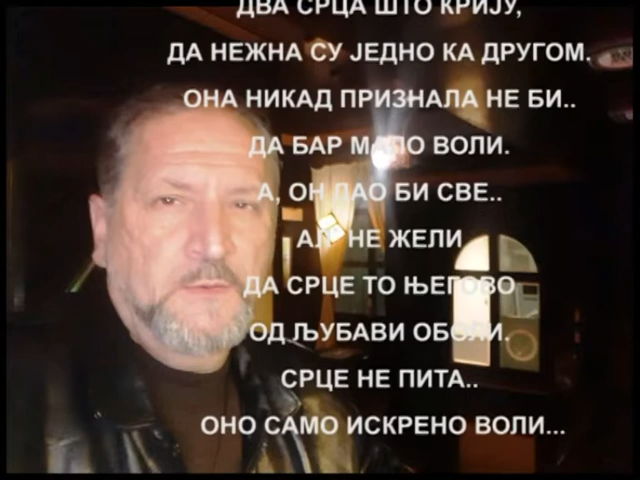 ДВА СРЦА ШТО КРИЈУ,
ДА НЕЖНА СУ ЈЕДНО КА ДРУГОМ.
ОНА НИКАД ПРИЗНАЛА НЕ БИ..
ДА БАР МАЛО ВОЛИ.
А, ОН ДАО БИ СВЕ..
АЛ' НЕ ЖЕЛИ
ДА СРЦЕ ТО ЊЕГОВО
ОД ЉУБАВИ ОБОЛИ.
СРЦЕ НЕ ПИТА..
ОНО САМО ИСКРЕНО ВОЛИ...